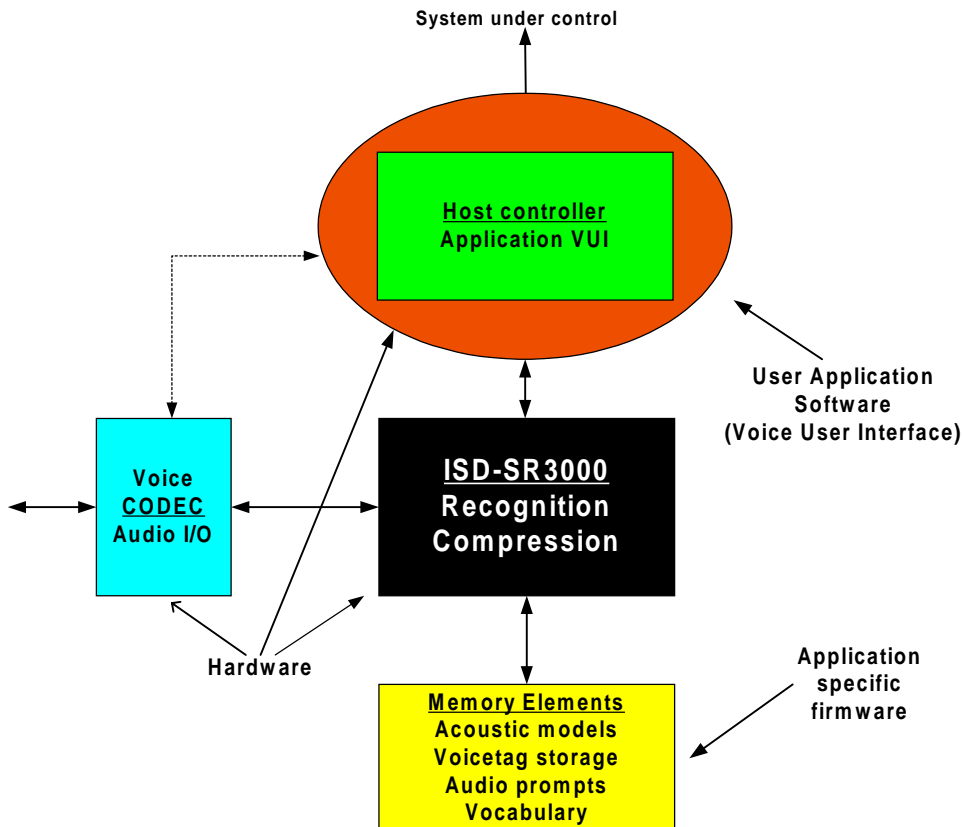 System under control
Host controller
Application VUI
User Application
Software
(Voice User Interface)
Voice
CODEC
Audio I/O
ISD-SR3000
Recognition
Compression
Hardware
Application
specific
firmware
Memory Elements
Acoustic models
Voicetag storage
Audio prompts
Vocabulary